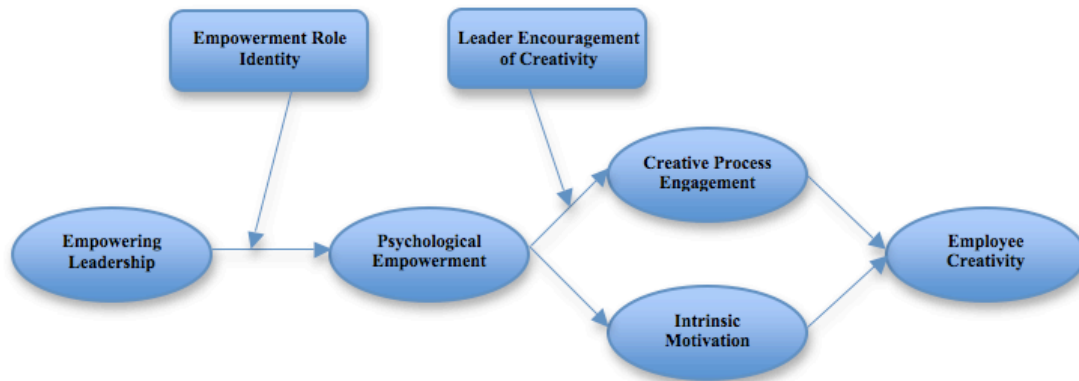 Empowerment Role
Identity
Leader Encouragement
of Creativity
Creative Process
Engagement
Empowering
Leadership
Psychological
Empowerment
Employee
Creativity
Intrinsic
Motivation